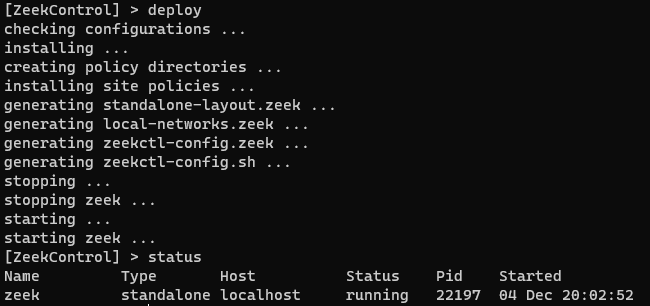 [ZeekControl] > deploy
checking configurations ...
installing ...
creating policy directories ...
installing site policies ...
generating standalone-layout.zeek ...
generating local-networks.zeek ...
generating zeekctl-config.zeek ...
generating zeekctl-config.sh ...
stopping ...
stopping zeek ...
starting ...
starting zeek ...
[ZeekControl] > status
Name Type Host Status Pid Started
zeek standalone localhost running 22197 04 Dec 20:02:52